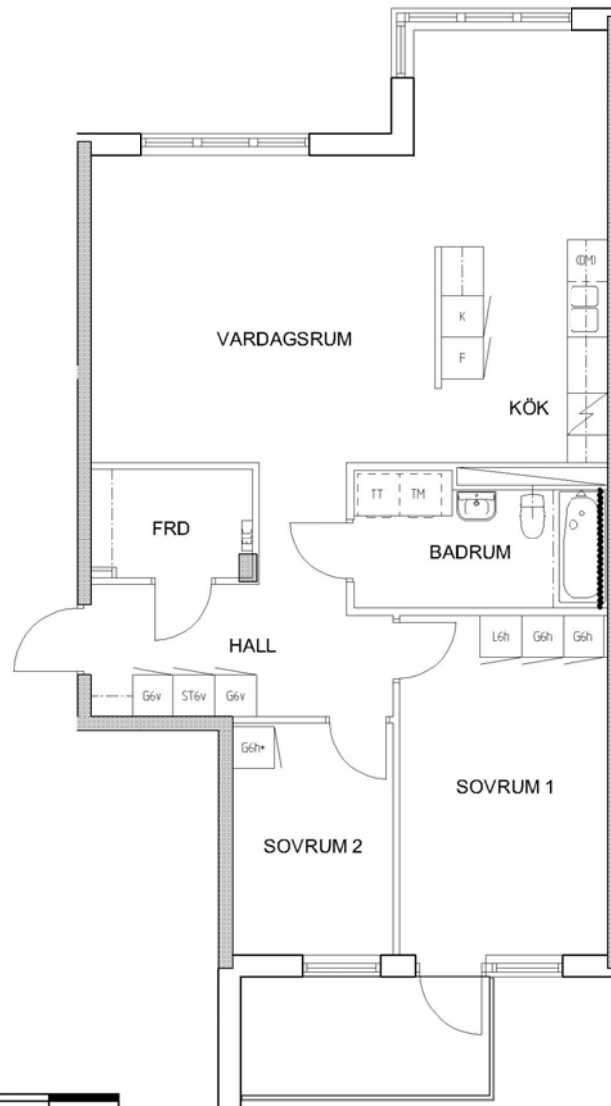 (DM)
K
VARDAGSRUM
F
KÖK
TT TM
FRD
BADRUM
HALL
L6h G6h G6h
G6v ST6v G6v
G6h*
SOVRUM 1
SOVRUM 2